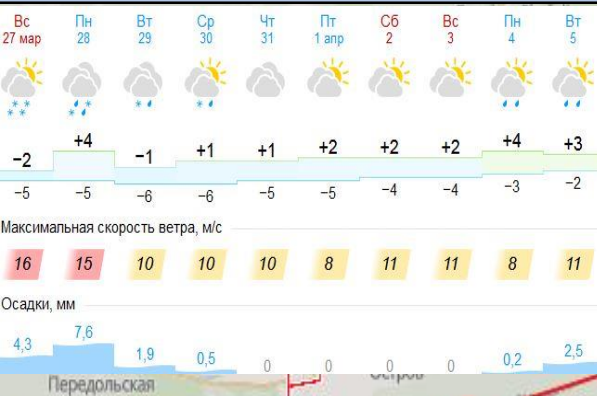 Вс Пн Вт Ср Чт Пт Сб Вс Пн Вт
27 мар 28 29 30 31 1 апр 2 3 4 5
−2 +4 −1 +1 +1 +2 +2 +2 +4 +3
−5 −5 −6 −6 −5 −5 −4 −4 −3 −2
Максимальная скорость ветра, м/с
16 15 10 10 10 8 11 11 8 11
Осадки, мм
4,3 7,6 1,9 0,5 0 0 0 0 0,2 2,5
Передольская